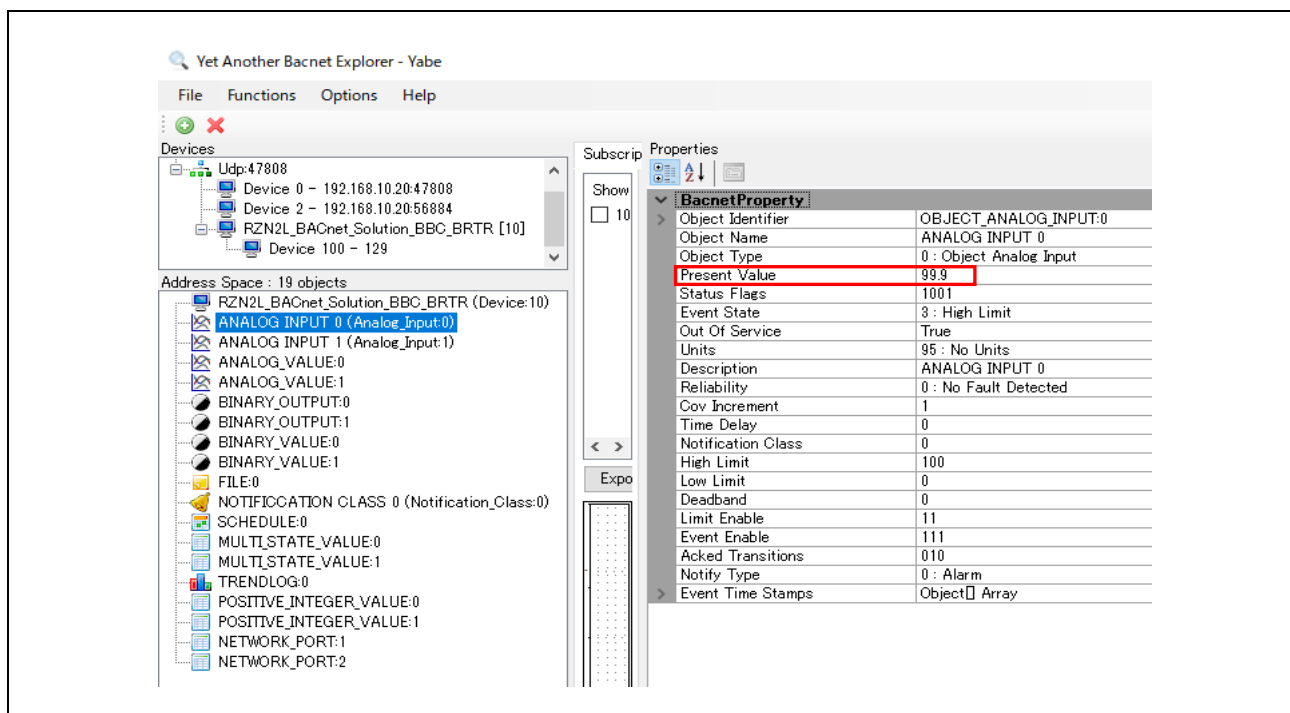 Yet Another Bacnet Explorer - Yabe
File Functions Options Help
Devices
Udp:47808
Device 0 - 192.168.10.20:47808
Device 2 - 192.168.10.20:56884
RZN2L_BACnet_Solution_BBC_BRTR [10]
Device 100 - 129
Address Space : 19 objects
RZN2L_BACnet_Solution_BBC_BRTR (Device:10)
ANALOG INPUT 0 (Analog_Input:0)
ANALOG INPUT 1 (Analog_Input:1)
ANALOG_VALUE:0
ANALOG_VALUE:1
BINARY_OUTPUT:0
BINARY_OUTPUT:1
BINARY_VALUE:0
BINARY_VALUE:1
FILE:0
NOTIFICCATION CLASS 0 (Notification_Class:0)
SCHEDULE:0
MULTI_STATE_VALUE:0
MULTI_STATE_VALUE:1
TRENDLOG:0
POSITIVE_INTEGER_VALUE:0
POSITIVE_INTEGER_VALUE:1
NETWORK_PORT:1
NETWORK_PORT:2
Subscrip
Show
10
Expo
Properties
BacnetProperty
Object Identifier OBJECT_ANALOG_INPUT:0
Object Name ANALOG INPUT 0
Object Type 0 : Object Analog Input
Present Value 99.9
Status Flags 1001
Event State 3 : High Limit
Out Of Service True
Units 95 : No Units
Description ANALOG INPUT 0
Reliability 0 : No Fault Detected
Cov Increment 1
Time Delay 0
Notification Class 0
High Limit 100
Low Limit 0
Deadband 0
Limit Enable 11
Event Enable 111
Acked Transitions 010
Notify Type 0 : Alarm
Event Time Stamps Object[] Array